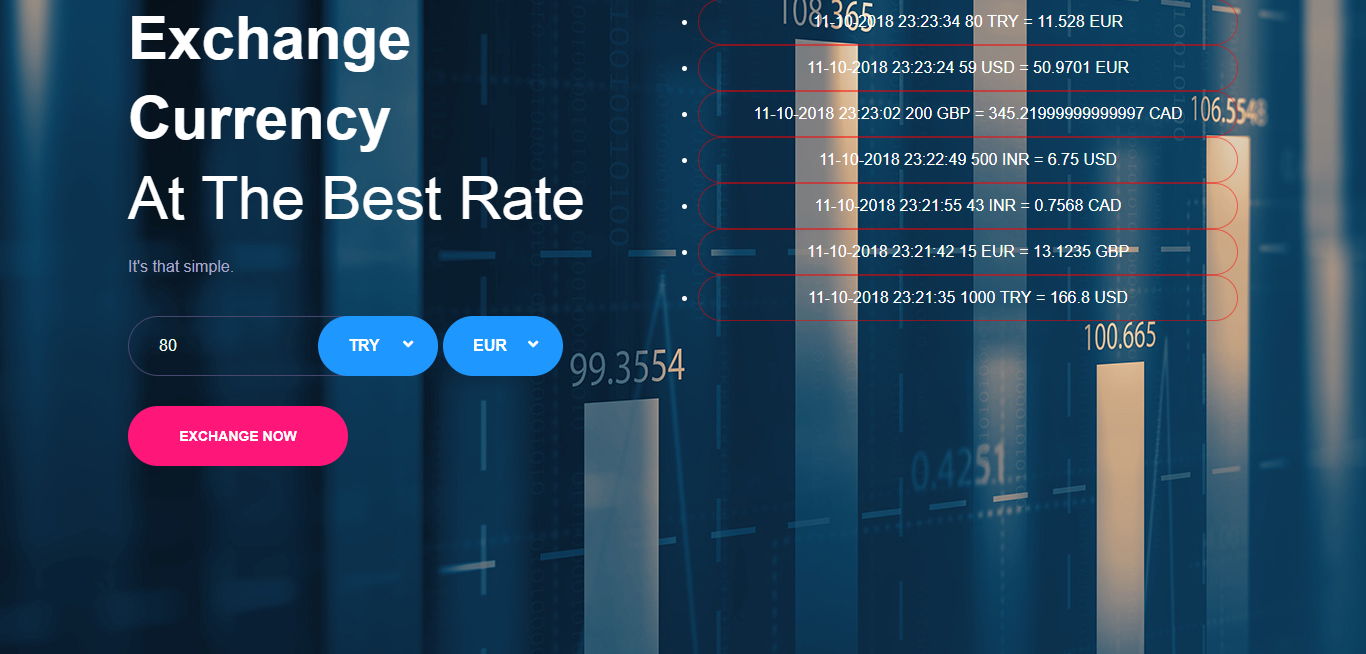 Exchange
Currency
At The Best Rate
It's that simple.
80
TRY
EUR
EXCHANGE NOW
11-10-2018 23:23:34 80 TRY = 11.528 EUR
11-10-2018 23:23:24 59 USD = 50.9701 EUR
11-10-2018 23:23:02 200 GBP = 345.21999999999997 CAD
11-10-2018 23:22:49 500 INR = 6.75 USD
11-10-2018 23:21:55 43 INR = 0.7568 CAD
11-10-2018 23:21:42 15 EUR = 13.1235 GBP
11-10-2018 23:21:35 1000 TRY = 166.8 USD
108.365
106.5548
100.665
99.3554
0.4251